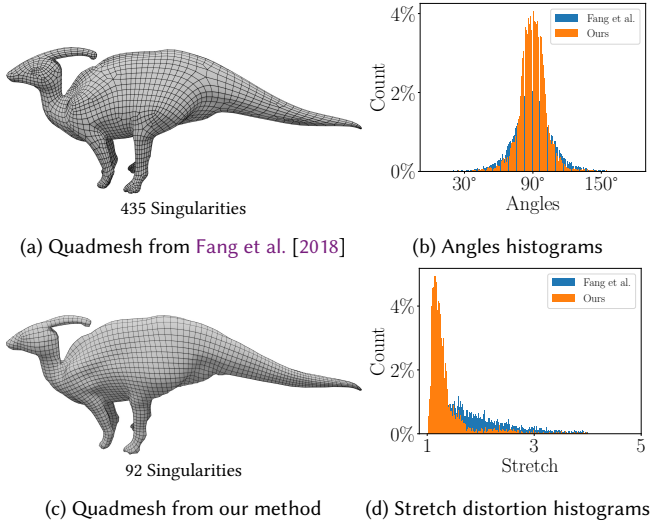 435 Singularities
(a) Quadmesh from Fang et al. [2018]
4%
2%
0%
Count
30°
90°
150°
Angles
Fang et al.
Ours
(b) Angles histograms
92 Singularities
(c) Quadmesh from our method
4%
2%
0%
Count
1
3
5
Stretch
Fang et al.
Ours
(d) Stretch distortion histograms